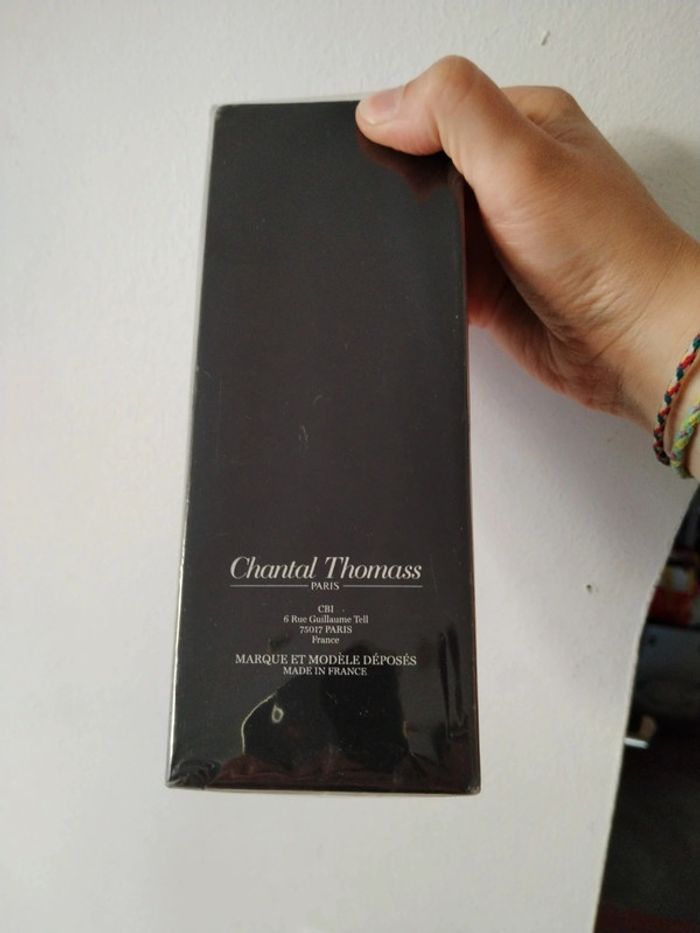 Chantal Thomass
PARIS
CBI
6 Rue Guillaume Tell
75017 PARIS
France
MARQUE ET MODÈLE DÉPOSÉS
MADE IN FRANCE